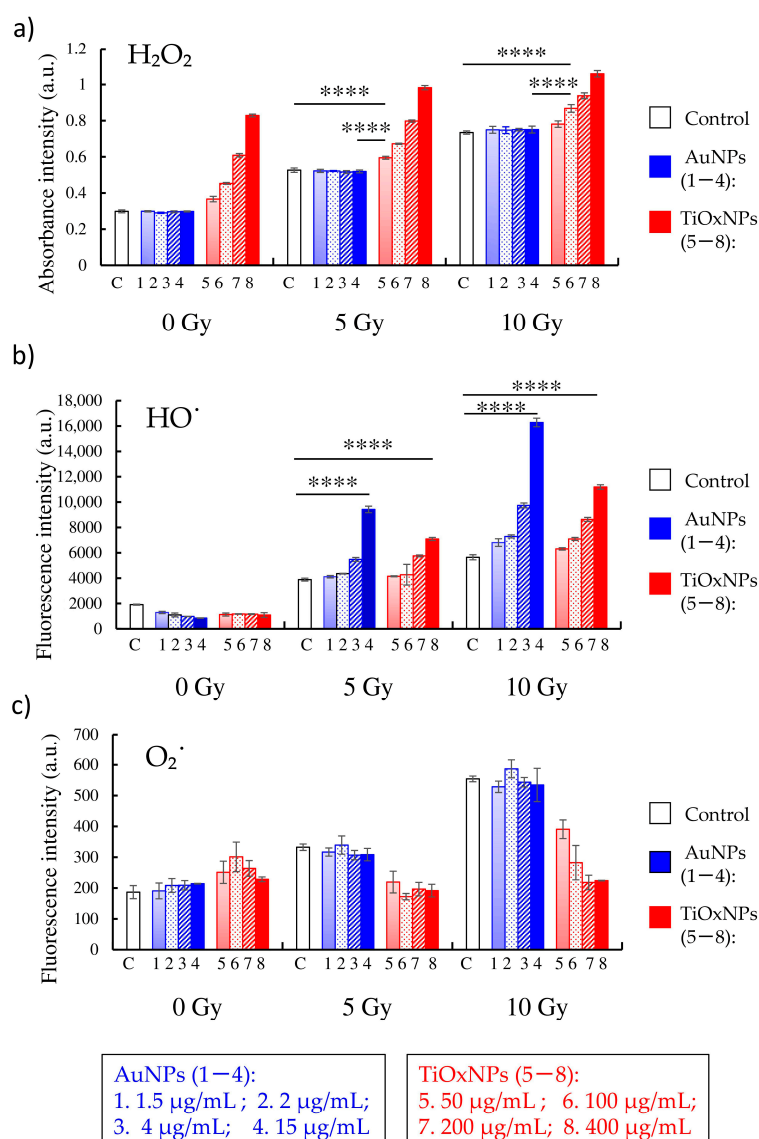 a)
H₂O₂
Absorbance intensity (a.u.)
1.2
1
0.8
0.6
0.4
0.2
0
**** **** **** ****
C 1 2 3 4 5 6 7 8 C 1 2 3 4 5 6 7 8 C 1 2 3 4 5 6 7 8
0 Gy 5 Gy 10 Gy
Control
AuNPs
(1−4):
TiOxNPs
(5−8):
b)
HO˙
Fluorescence intensity (a.u.)
18,000
16,000
14,000
12,000
10,000
8000
6000
4000
2000
0
**** **** **** ****
C 1 2 3 4 5 6 7 8 C 1 2 3 4 5 6 7 8 C 1 2 3 4 5 6 7 8
0 Gy 5 Gy 10 Gy
Control
AuNPs
(1−4):
TiOxNPs
(5−8):
c)
O₂˙
Fluorescence intensity (a.u.)
700
600
500
400
300
200
100
0
C 1 2 3 4 5 6 7 8 C 1 2 3 4 5 6 7 8 C 1 2 3 4 5 6 7 8
0 Gy 5 Gy 10 Gy
Control
AuNPs
(1−4):
TiOxNPs
(5−8):
AuNPs (1−4):
1. 1.5 µg/mL ; 2. 2 µg/mL;
3. 4 µg/mL; 4. 15 µg/mL
TiOxNPs (5−8):
5. 50 µg/mL ; 6. 100 µg/mL;
7. 200 µg/mL; 8. 400 µg/mL